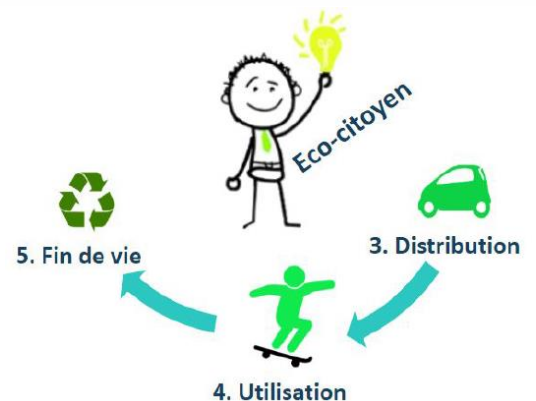 Eco-citoyen
3. Distribution
5. Fin de vie
4. Utilisation